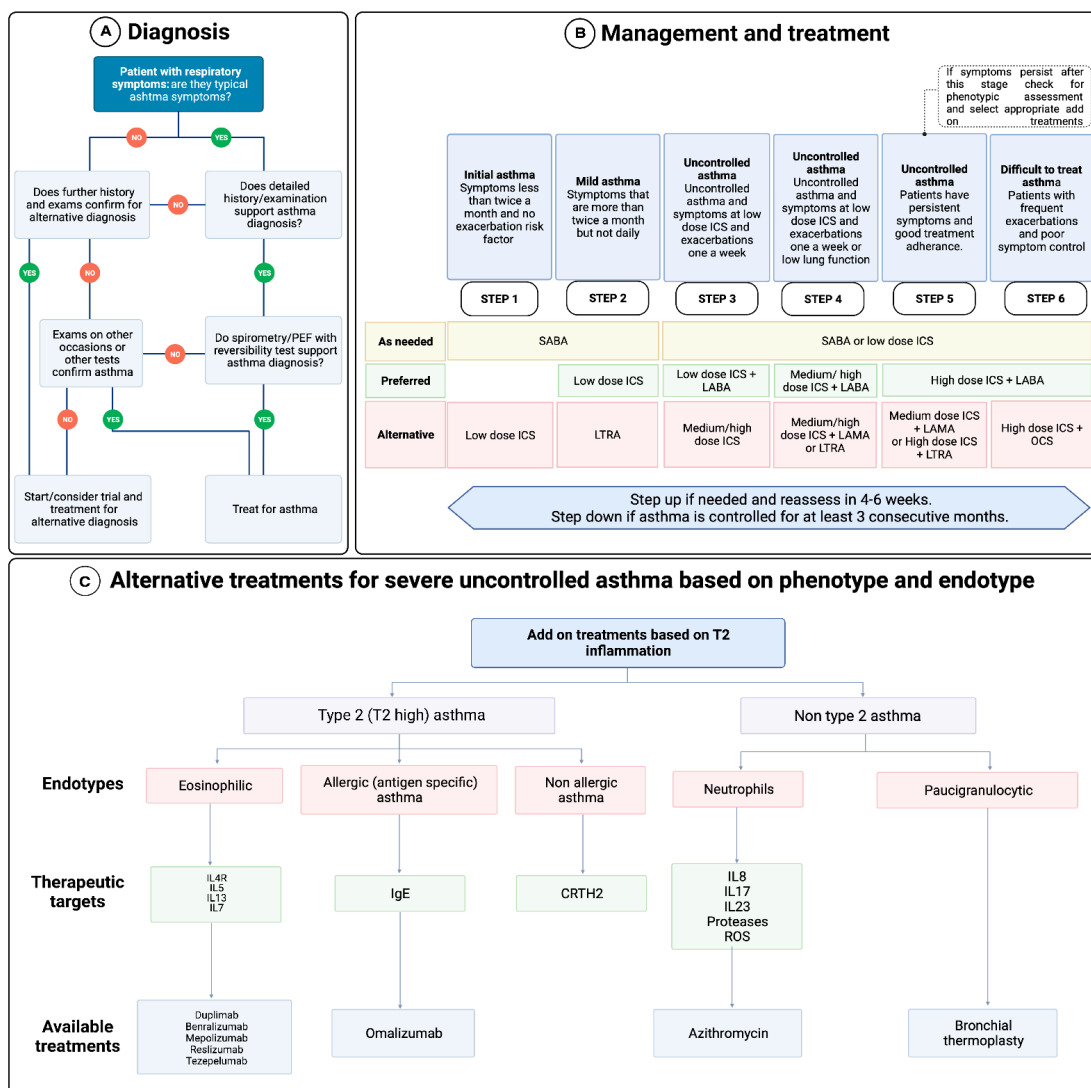 A Diagnosis
Patient with respiratory
symptoms: are they typical
ashtma symptoms?
NO
YES
Does further history
and exams confirm for
alternative diagnosis
NO
Does detailed
history/examination
support asthma
diagnosis?
YES
NO
YES
Exams on other
occasions or
other tests
confirm asthma
NO
Do spirometry/PEF with
reversibility test support
asthma diagnosis?
NO
YES
YES
Start/consider trial and
treatment for
alternative diagnosis
Treat for asthma
B Management and treatment
If symptoms persist after
this stage check for
phenotypic assessment
and select appropriate add
on treatments
Initial asthma
Symptoms less
than twice a
month and no
exacerbation risk
factor
Mild asthma
Stymptoms that
are more than
twice a month
but not daily
Uncontrolled
asthma
Uncontrolled
asthma and
symptoms at low
dose ICS and
exacerbations
one a week
Uncontrolled
asthma
Uncontrolled
asthma and
symptoms at low
dose ICS and
exacerbations
one a week or
low lung function
Uncontrolled
asthma
Patients have
persistent
symptoms and
good treatment
adherance.
Difficult to treat
asthma
Patients with
frequent
exacerbations
and poor
symptom control
STEP 1
STEP 2
STEP 3
STEP 4
STEP 5
STEP 6
As needed
SABA
SABA or low dose ICS
Preferred
Low dose ICS
Low dose ICS +
LABA
Medium/ high
dose ICS + LABA
High dose ICS + LABA
Alternative
Low dose ICS
LTRA
Medium/high
dose ICS
Medium/high
dose ICS + LAMA
or LTRA
Medium dose ICS
+ LAMA
or High dose ICS
+ LTRA
High dose ICS +
OCS
Step up if needed and reassess in 4-6 weeks.
Step down if asthma is controlled for at least 3 consecutive months.
C Alternative treatments for severe uncontrolled asthma based on phenotype and endotype
Add on treatments based on T2
inflammation
Type 2 (T2 high) asthma
Non type 2 asthma
Endotypes
Eosinophilic
Allergic (antigen specific)
asthma
Non allergic
asthma
Neutrophils
Paucigranulocytic
Therapeutic
targets
IL4R
IL5
IL13
IL7
IgE
CRTH2
IL8
IL17
IL23
Proteases
ROS
Available
treatments
Duplimab
Benralizumab
Mepolizumab
Reslizumab
Tezepelumab
Omalizumab
Azithromycin
Bronchial
thermoplasty